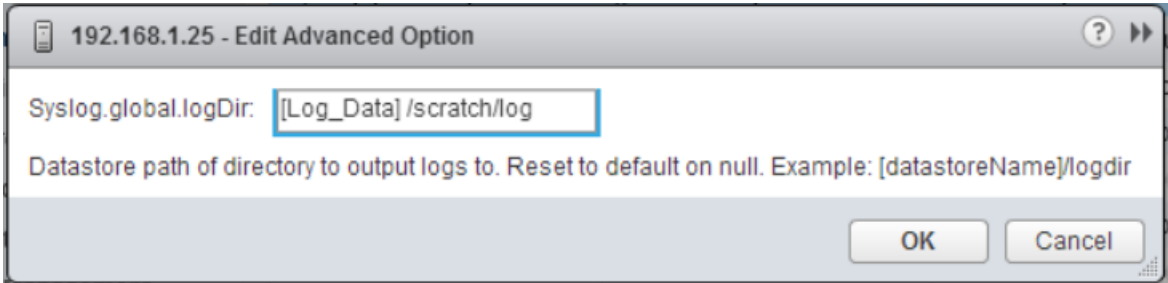 192.168.1.25 - Edit Advanced Option ?
Syslog.global.logDir: [Log_Data] /scratch/log
Datastore path of directory to output logs to. Reset to default on null. Example: [datastoreName]/logdir
OK Cancel